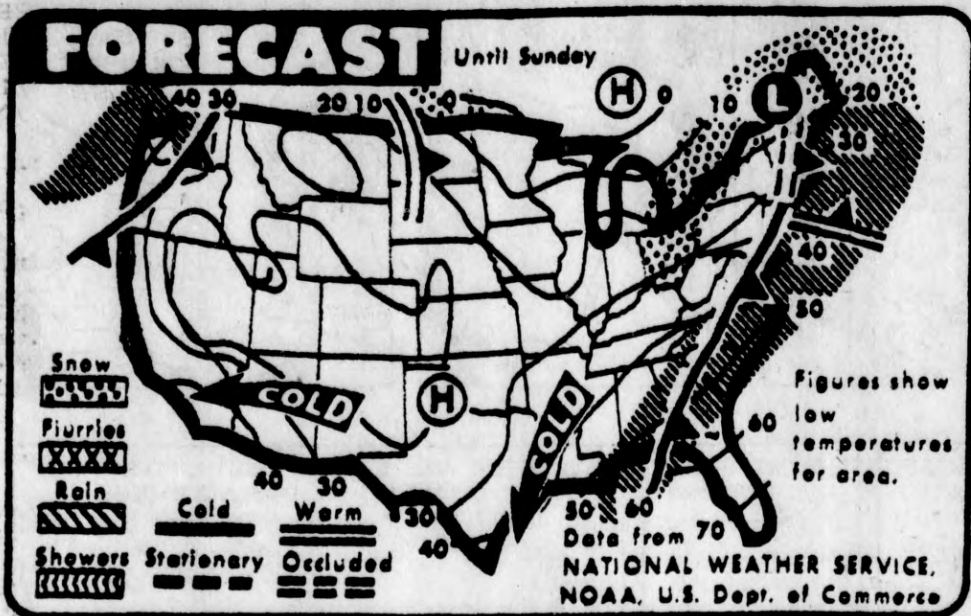 FORECAST Until Sunday
40 30 20 10 0 H 0 10 L 20
30
40
50
Snow
Flurries
Rain
Showers
Cold
Warm
Stationary
Occluded
COLD
H
COLD
Figures show
low
temperatures
for area.
60
40 30 30 40 50 60 70
Data from
NATIONAL WEATHER SERVICE,
NOAA, U.S. Dept. of Commerce